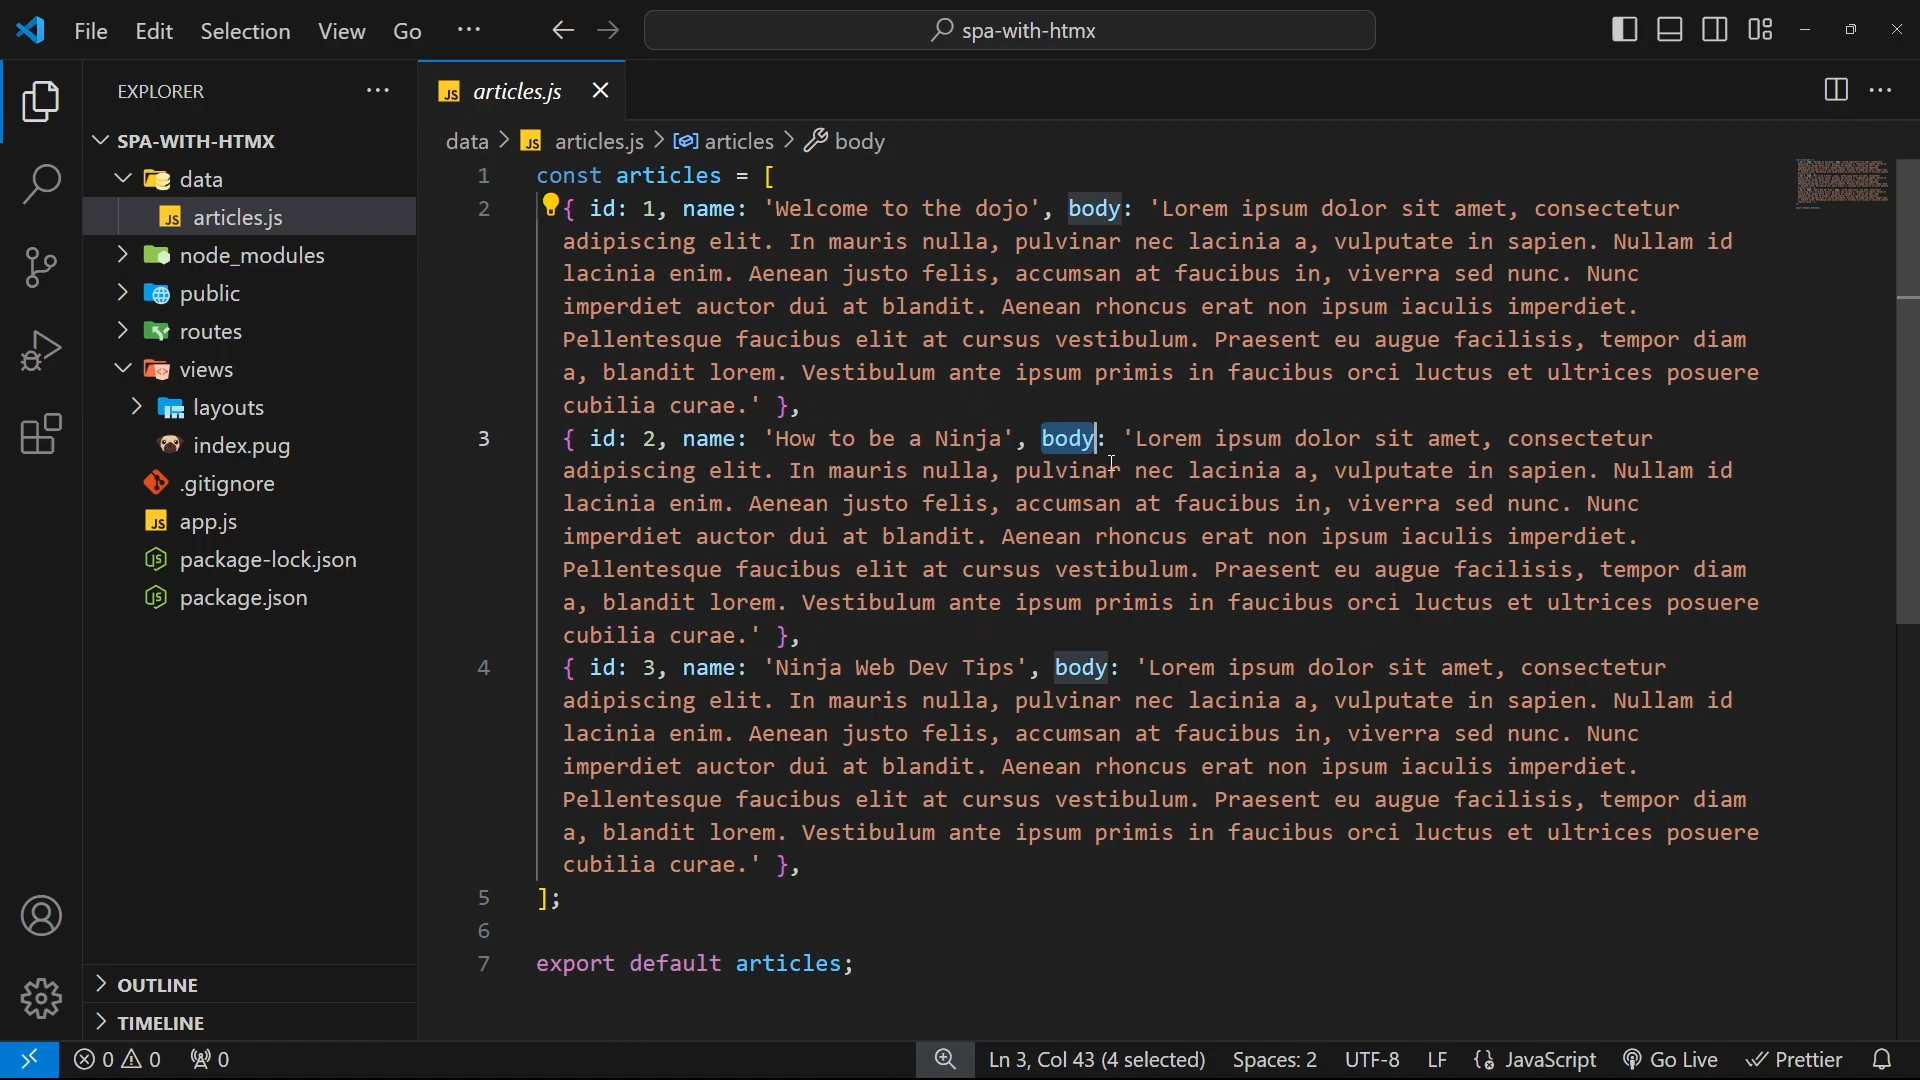 File Edit Selection View Go ··· spa-with-htmx
EXPLORER ···
SPA-WITH-HTMX
data
JS articles.js
node_modules
public
routes
views
layouts
index.pug
.gitignore
JS app.js
package-lock.json
package.json
OUTLINE
TIMELINE
JS articles.js
data > JS articles.js > articles > body
1 const articles = [
2 { id: 1, name: 'Welcome to the dojo', body: 'Lorem ipsum dolor sit amet, consectetur
adipiscing elit. In mauris nulla, pulvinar nec lacinia a, vulputate in sapien. Nullam id
lacinia enim. Aenean justo felis, accumsan at faucibus in, viverra sed nunc. Nunc
imperdiet auctor dui at blandit. Aenean rhoncus erat non ipsum iaculis imperdiet.
Pellentesque faucibus elit at cursus vestibulum. Praesent eu augue facilisis, tempor diam
a, blandit lorem. Vestibulum ante ipsum primis in faucibus orci luctus et ultrices posuere
cubilia curae.' },
3 { id: 2, name: 'How to be a Ninja', body: 'Lorem ipsum dolor sit amet, consectetur
adipiscing elit. In mauris nulla, pulvinar nec lacinia a, vulputate in sapien. Nullam id
lacinia enim. Aenean justo felis, accumsan at faucibus in, viverra sed nunc. Nunc
imperdiet auctor dui at blandit. Aenean rhoncus erat non ipsum iaculis imperdiet.
Pellentesque faucibus elit at cursus vestibulum. Praesent eu augue facilisis, tempor diam
a, blandit lorem. Vestibulum ante ipsum primis in faucibus orci luctus et ultrices posuere
cubilia curae.' },
4 { id: 3, name: 'Ninja Web Dev Tips', body: 'Lorem ipsum dolor sit amet, consectetur
adipiscing elit. In mauris nulla, pulvinar nec lacinia a, vulputate in sapien. Nullam id
lacinia enim. Aenean justo felis, accumsan at faucibus in, viverra sed nunc. Nunc
imperdiet auctor dui at blandit. Aenean rhoncus erat non ipsum iaculis imperdiet.
Pellentesque faucibus elit at cursus vestibulum. Praesent eu augue facilisis, tempor diam
a, blandit lorem. Vestibulum ante ipsum primis in faucibus orci luctus et ultrices posuere
cubilia curae.' },
5 ];
6
7 export default articles;
0 0 0 Ln 3, Col 43 (4 selected) Spaces: 2 UTF-8 LF JavaScript Go Live Prettier